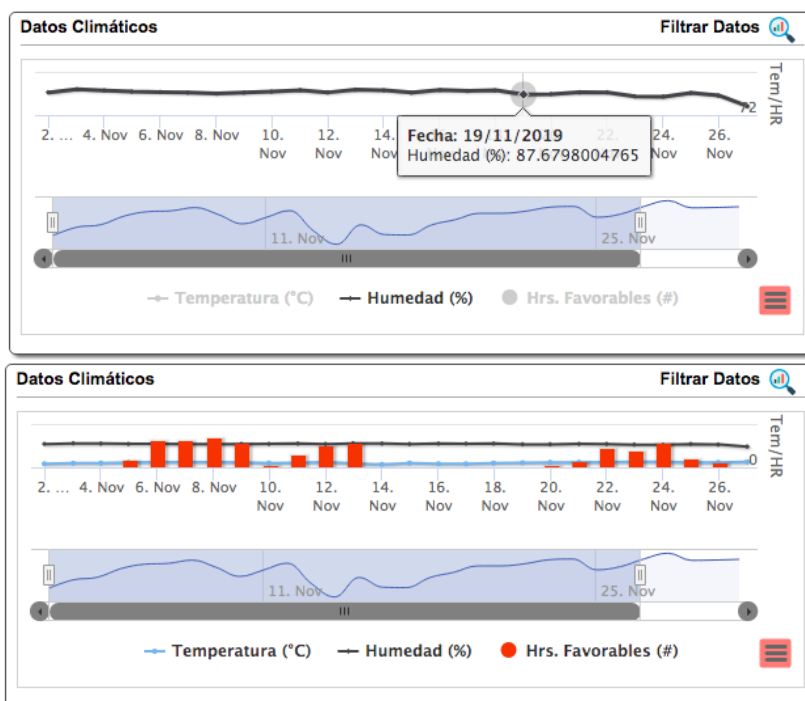 Datos Climáticos Filtrar Datos
Tem/HR
72
2. ... 4. Nov 6. Nov 8. Nov 10. Nov 12. Nov 14. Nov 22. 24. Nov 26. Nov
Fecha: 19/11/2019
Humedad (%): 87.6798004765
11. Nov 25. Nov
Temperatura (°C) Humedad (%) Hrs. Favorables (#)
Datos Climáticos Filtrar Datos
Tem/HR
0
2. ... 4. Nov 6. Nov 8. Nov 10. Nov 12. Nov 14. Nov 16. Nov 18. Nov 20. Nov 22. Nov 24. Nov 26. Nov
11. Nov 25. Nov
Temperatura (°C) Humedad (%) Hrs. Favorables (#)